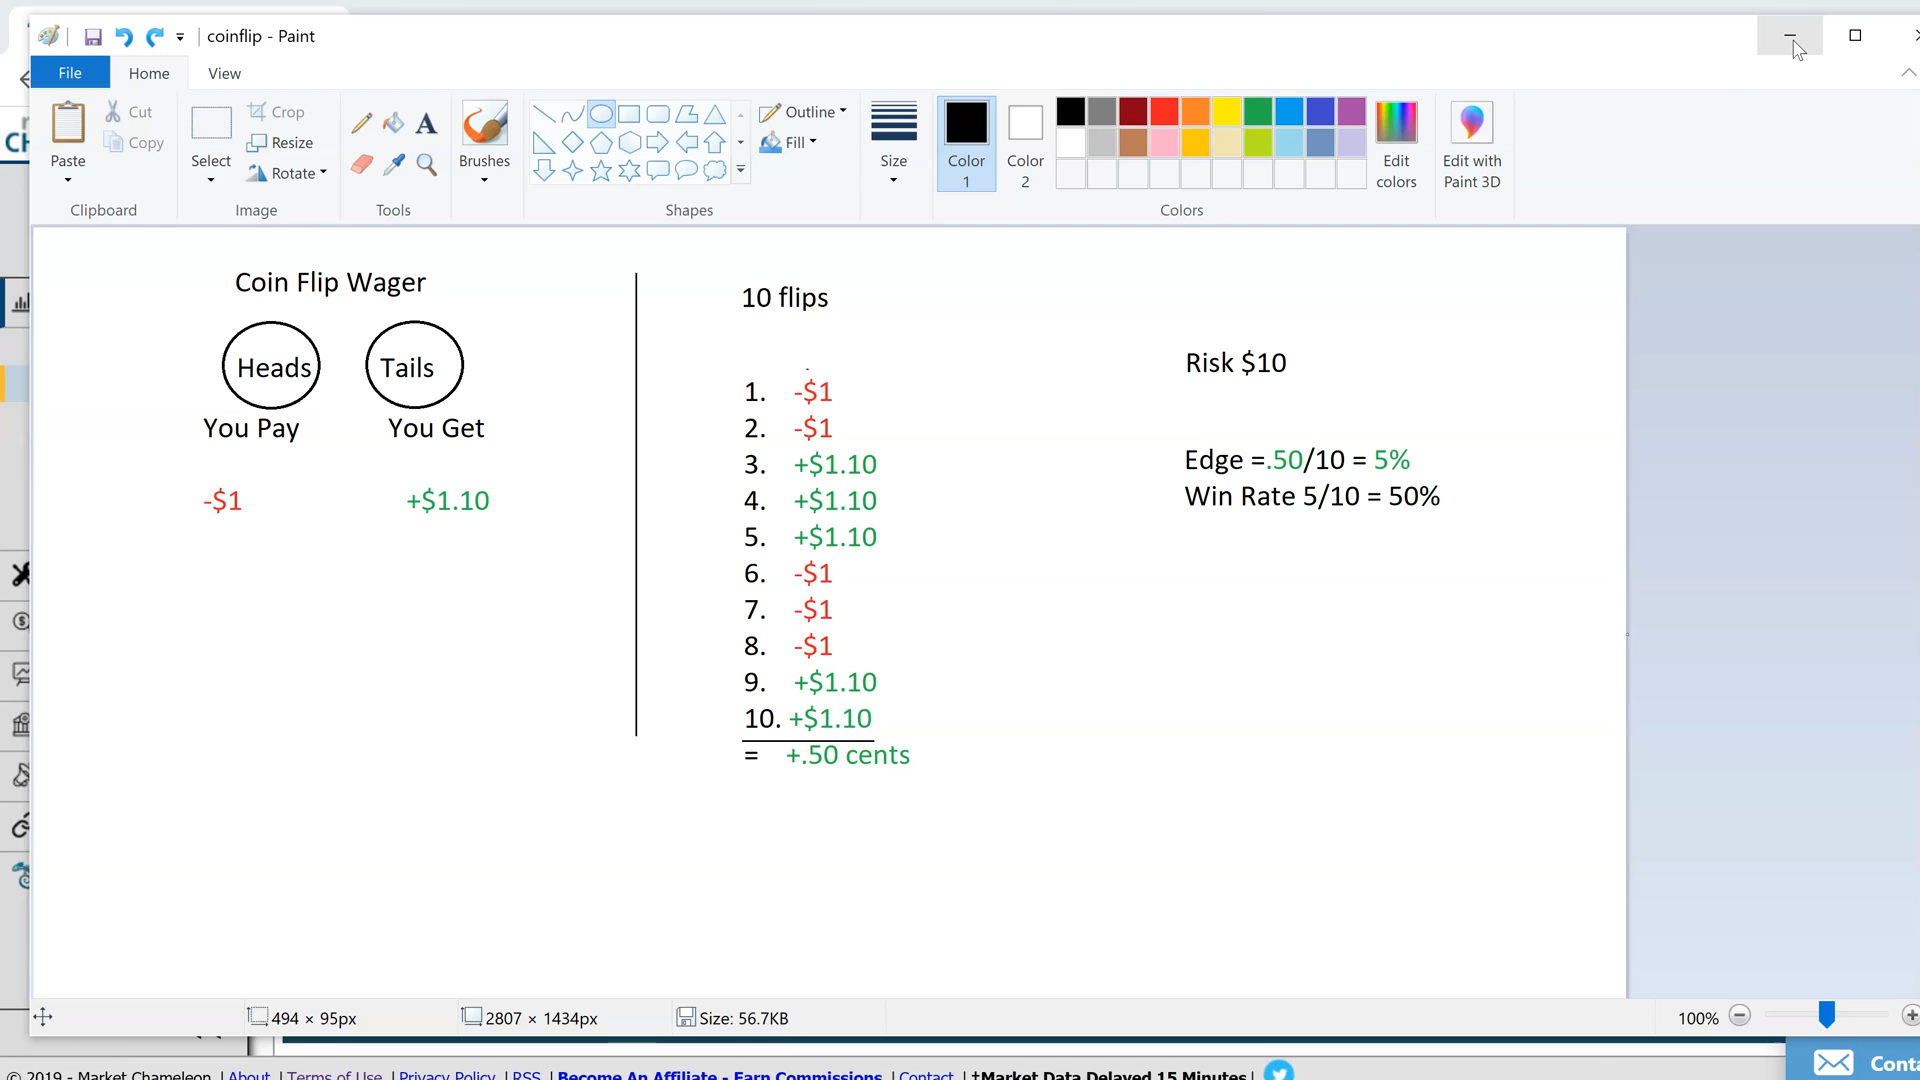 coinflip - Paint
File
Home
View
Paste
Cut
Copy
Clipboard
Select
Crop
Resize
Rotate
Image
Tools
Brushes
Shapes
Outline
Fill
Size
Color
1
Color
2
Edit
colors
Edit with
Paint 3D
Colors
Coin Flip Wager
Heads
Tails
You Pay
You Get
-$1
+$1.10
10 flips
1. -$1
2. -$1
3. +$1.10
4. +$1.10
5. +$1.10
6. -$1
7. -$1
8. -$1
9. +$1.10
10. +$1.10
= +.50 cents
Risk $10
Edge =.50/10 = 5%
Win Rate 5/10 = 50%
494 × 95px
2807 × 1434px
Size: 56.7KB
100%
© 2019 - Market Chameleon | About | Terms of Use | Privacy Policy | RSS | Become An Affiliate - Earn Commissions | Contact | †Market Data Delayed 15 Minutes |